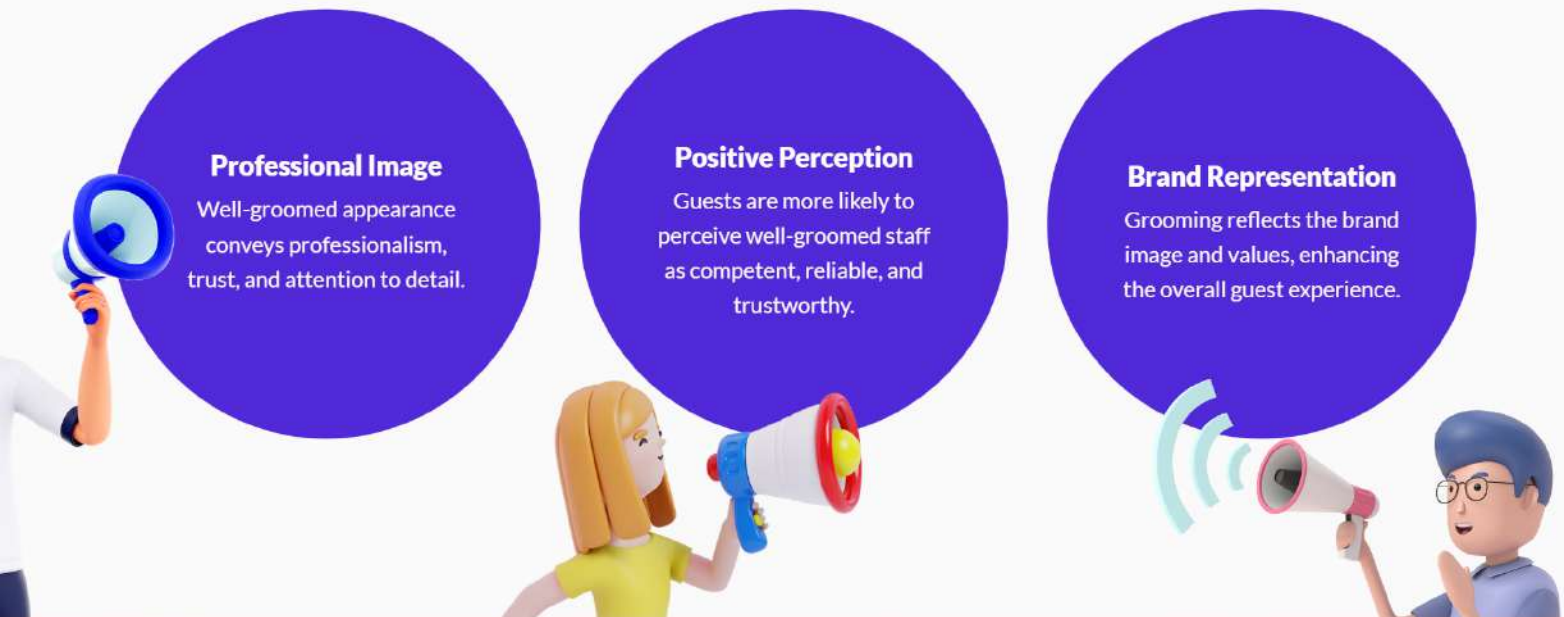 Professional Image
Well-groomed appearance
conveys professionalism,
trust, and attention to detail.
Positive Perception
Guests are more likely to
perceive well-groomed staff
as competent, reliable, and
trustworthy.
Brand Representation
Grooming reflects the brand
image and values, enhancing
the overall guest experience.